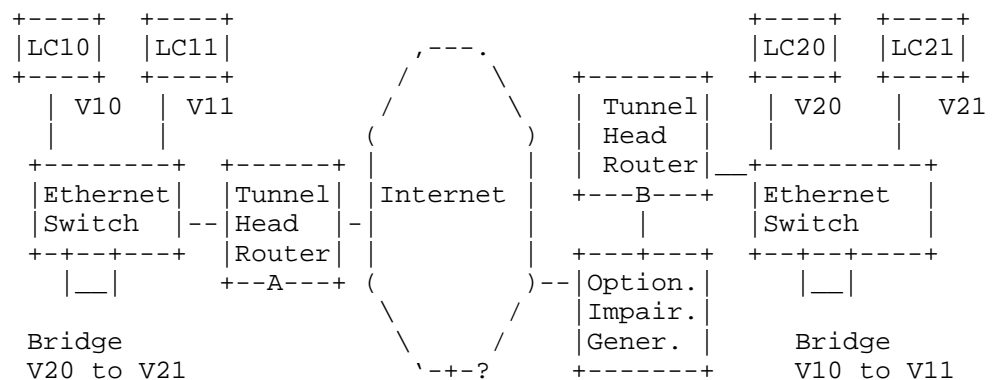 LC10 LC11 LC20 LC21
V10 V11 Tunnel V20 V21
Head
Router
Ethernet Tunnel Internet B Ethernet
Switch Head Switch
Router
A Option.
Impair.
Bridge Gener. Bridge
V20 to V21 V10 to V11